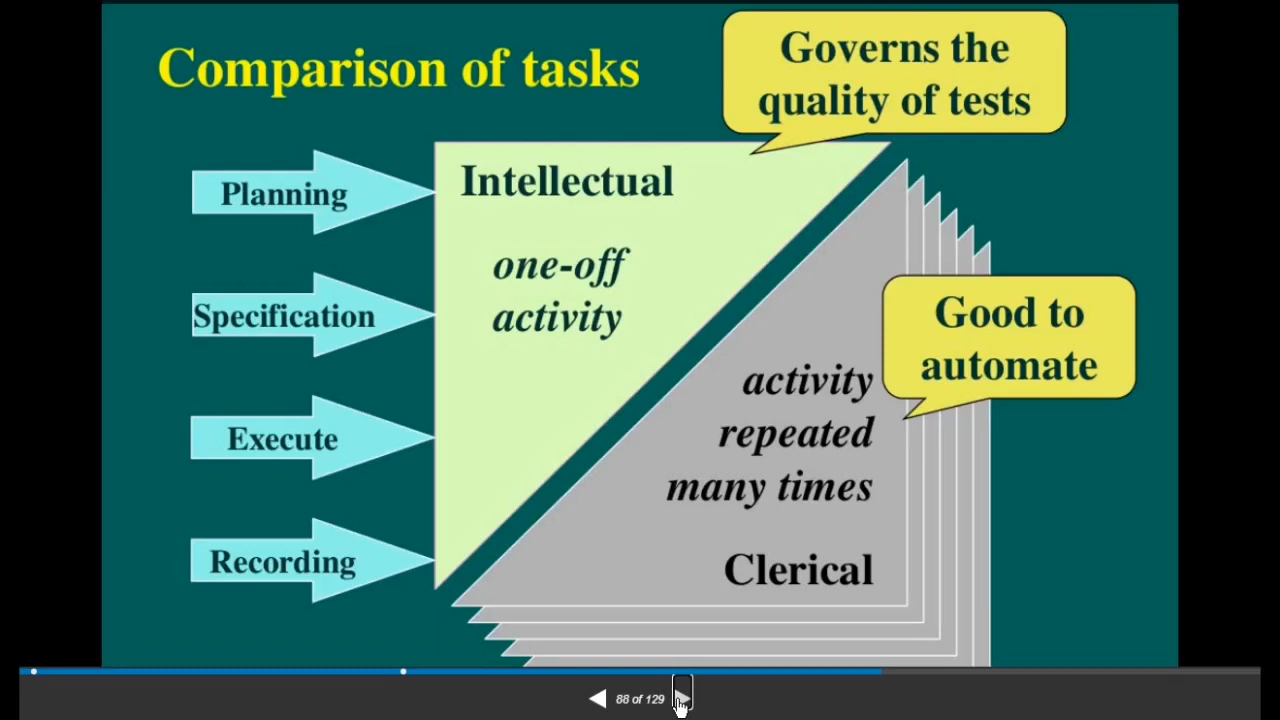 Comparison of tasks
Governs the
quality of tests
Planning
Specification
Execute
Recording
Intellectual
one-off
activity
Good to
automate
activity
repeated
many times
Clerical
88 of 129